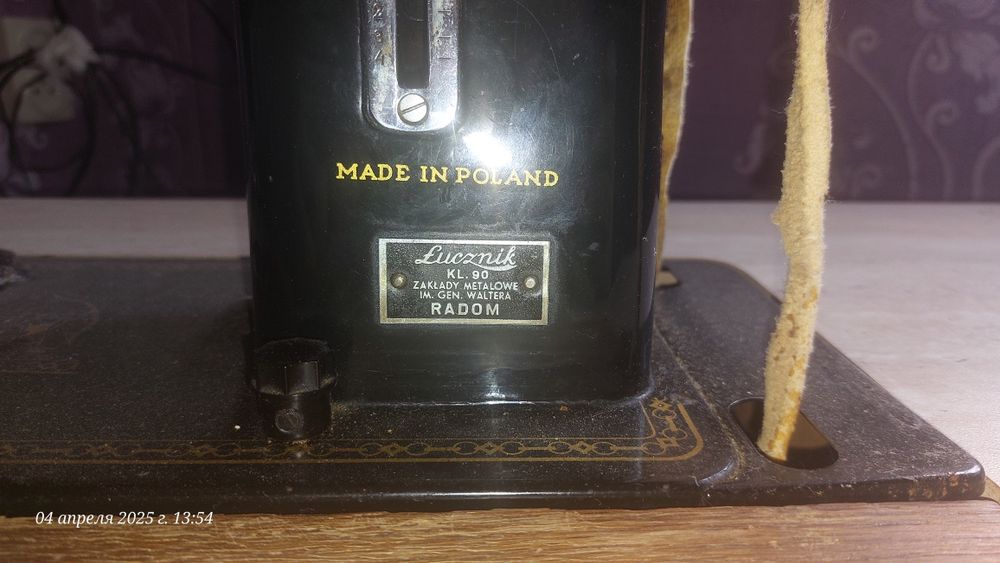 MADE IN POLAND
Łucznik
KL. 90
ZAKŁADY METALOWE
IM. GEN. WALTERA
RADOM
04 апреля 2025 г. 13:54